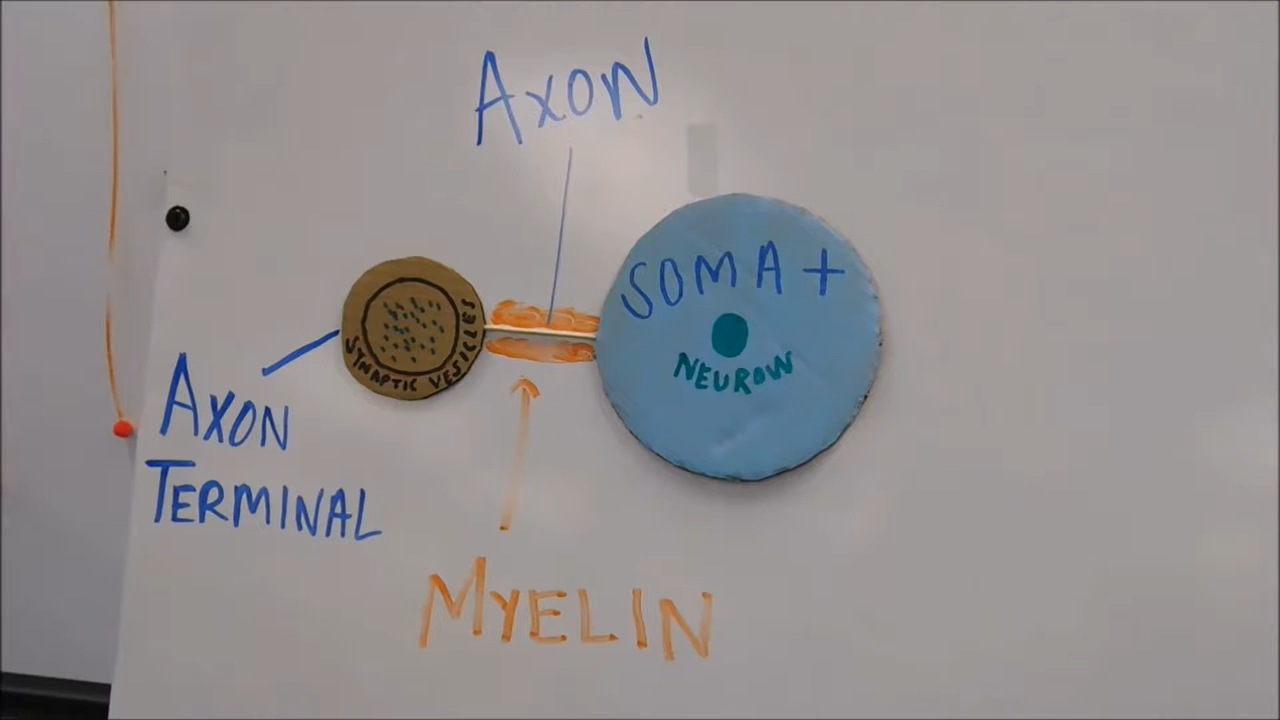 AXON
SOMA +
NEURON
SYNAPTIC VESICLES
AXON
TERMINAL
MYELIN